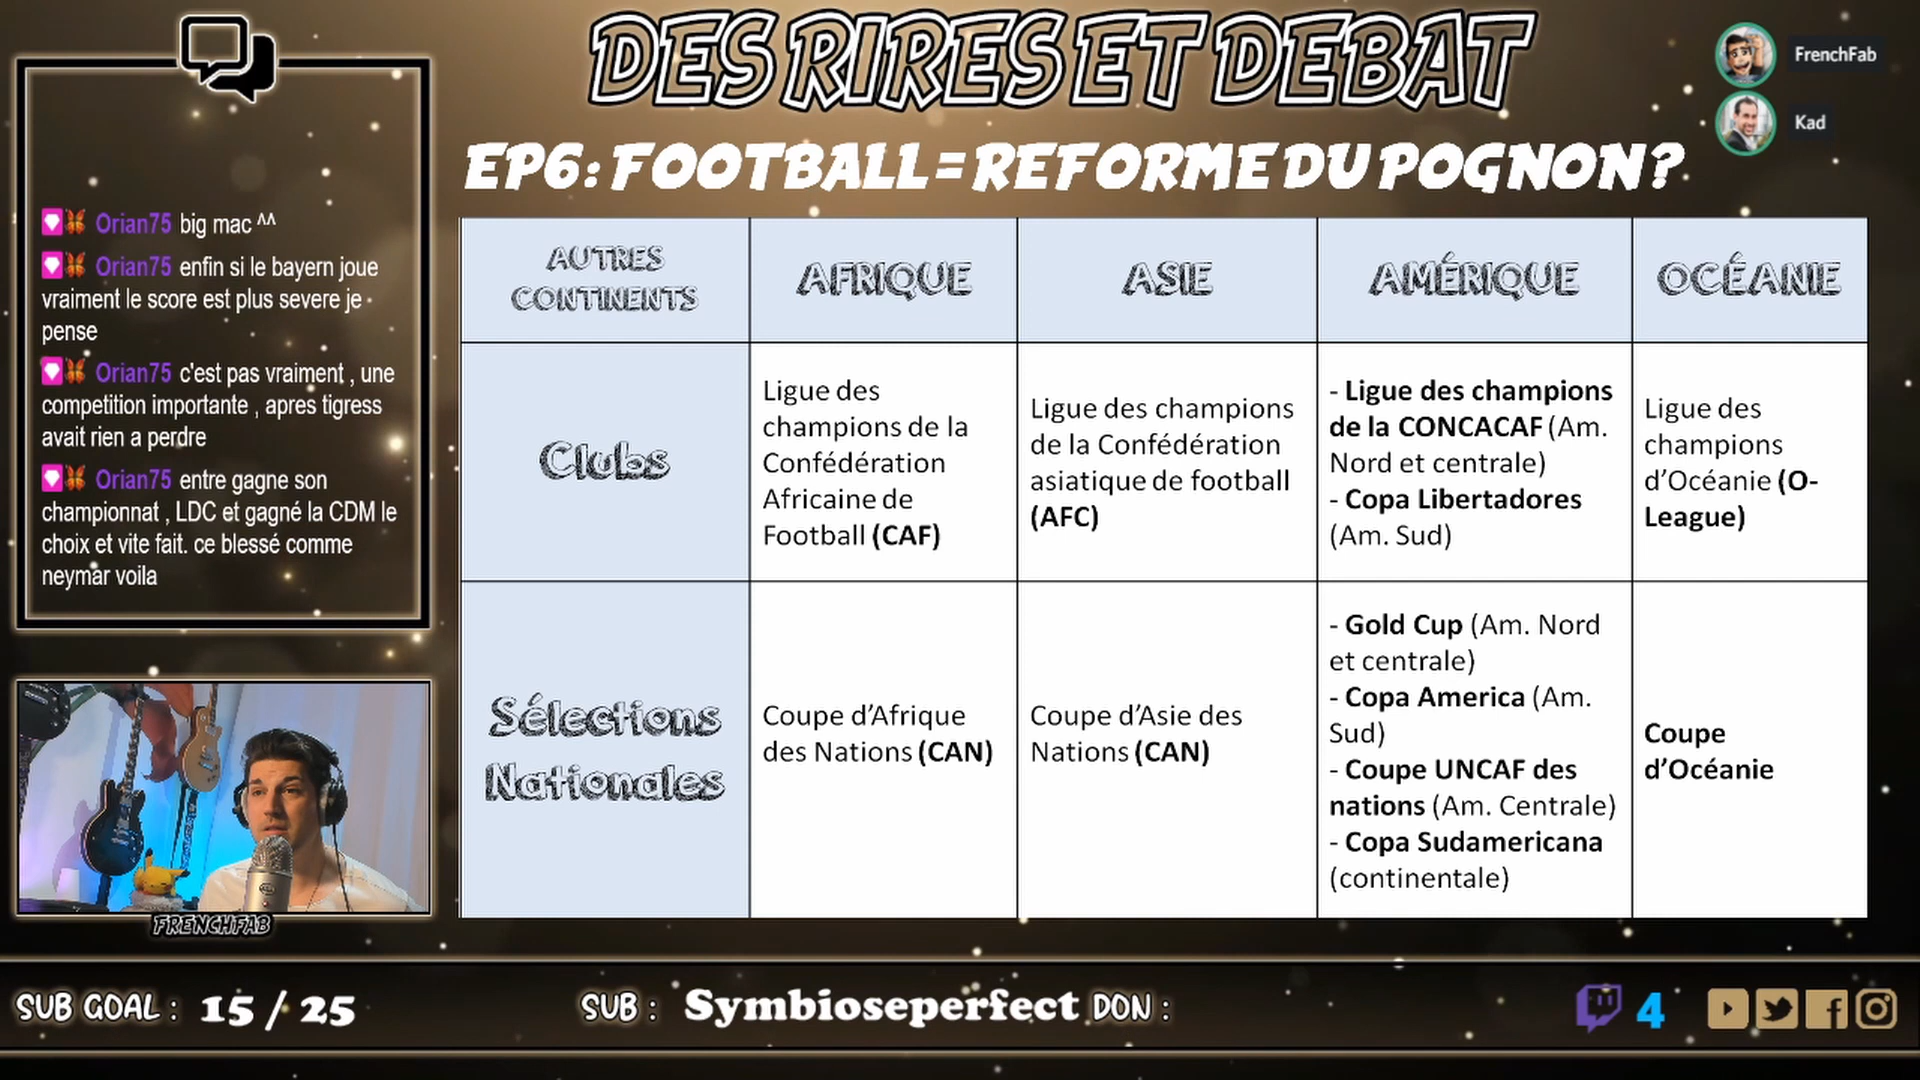 DES RIRES ET DEBAT
FrenchFab
Kad
EP6 : FOOTBALL = REFORME DU POGNON ?
Orian75 big mac ^^
Orian75 enfin si le bayern joue
vraiment le score est plus severe je
pense
Orian75 c'est pas vraiment , une
competition importante , apres tigress
avait rien a perdre
Orian75 entre gagne son
championnat , LDC et gagné la CDM le
choix et vite fait. ce blessé comme
neymar voila
AUTRES
CONTINENTS
AFRIQUE
ASIE
AMÉRIQUE
OCÉANIE
Clubs
Ligue des
champions de la
Confédération
Africaine de
Football (CAF)
Ligue des champions
de la Confédération
asiatique de football
(AFC)
- Ligue des champions
de la CONCACAF (Am.
Nord et centrale)
- Copa Libertadores
(Am. Sud)
Ligue des
champions
d’Océanie (O-
League)
Sélections
Nationales
Coupe d’Afrique
des Nations (CAN)
Coupe d’Asie des
Nations (CAN)
- Gold Cup (Am. Nord
et centrale)
- Copa America (Am.
Sud)
- Coupe UNCAF des
nations (Am. Centrale)
- Copa Sudamericana
(continentale)
Coupe
d’Océanie
FRENCHFAB
SUB GOAL : 15 / 25
SUB : Symbioseperfect
DON :
4